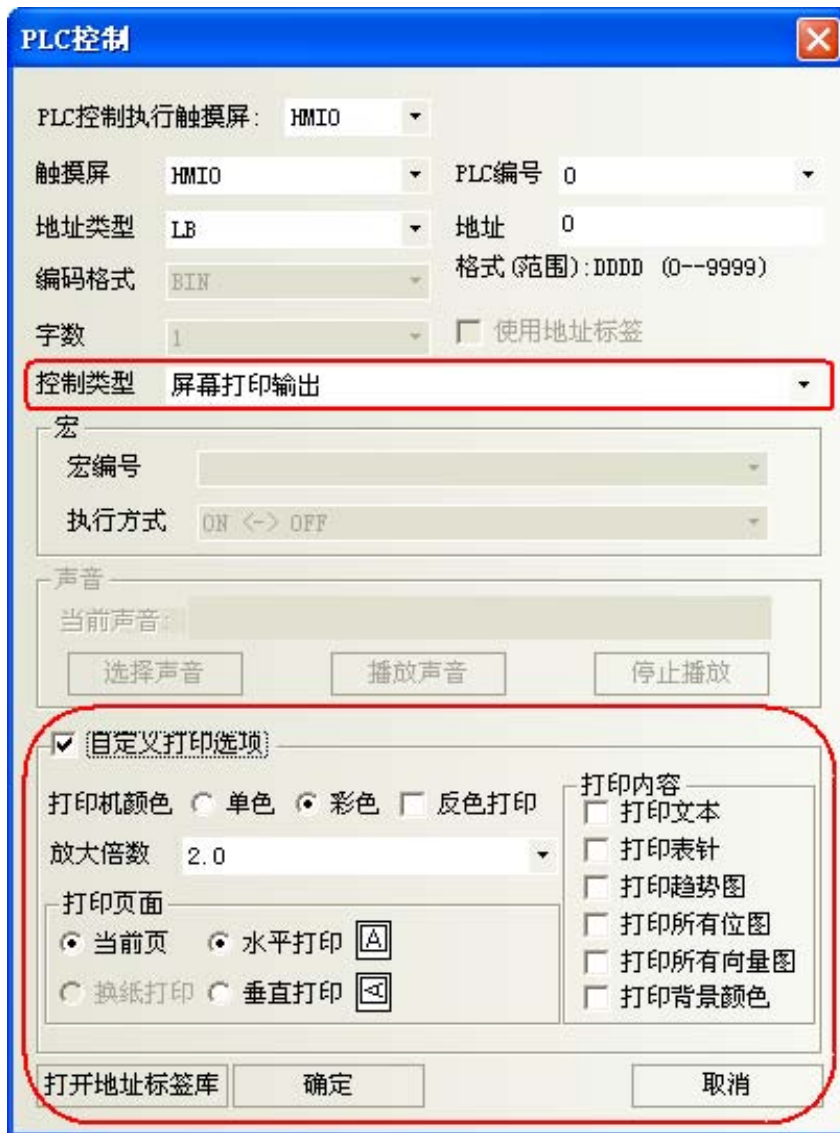 PLC控制
PLC控制执行触摸屏: HMI0
触摸屏 HMI0 PLC编号 0
地址类型 LB 地址 0
编码格式 BIN 格式(范围):DDDD (0--9999)
字数 1 使用地址标签
控制类型 屏幕打印输出
宏
宏编号
执行方式 ON <-> OFF
声音
当前声音:
选择声音 播放声音 停止播放
自定义打印选项
打印机颜色 单色 彩色 反色打印
放大倍数 2.0
打印页面
当前页 水平打印 A
换纸打印 垂直打印 A
打印内容
打印文本
打印表针
打印趋势图
打印所有位图
打印所有向量图
打印背景颜色
打开地址标签库 确定 取消